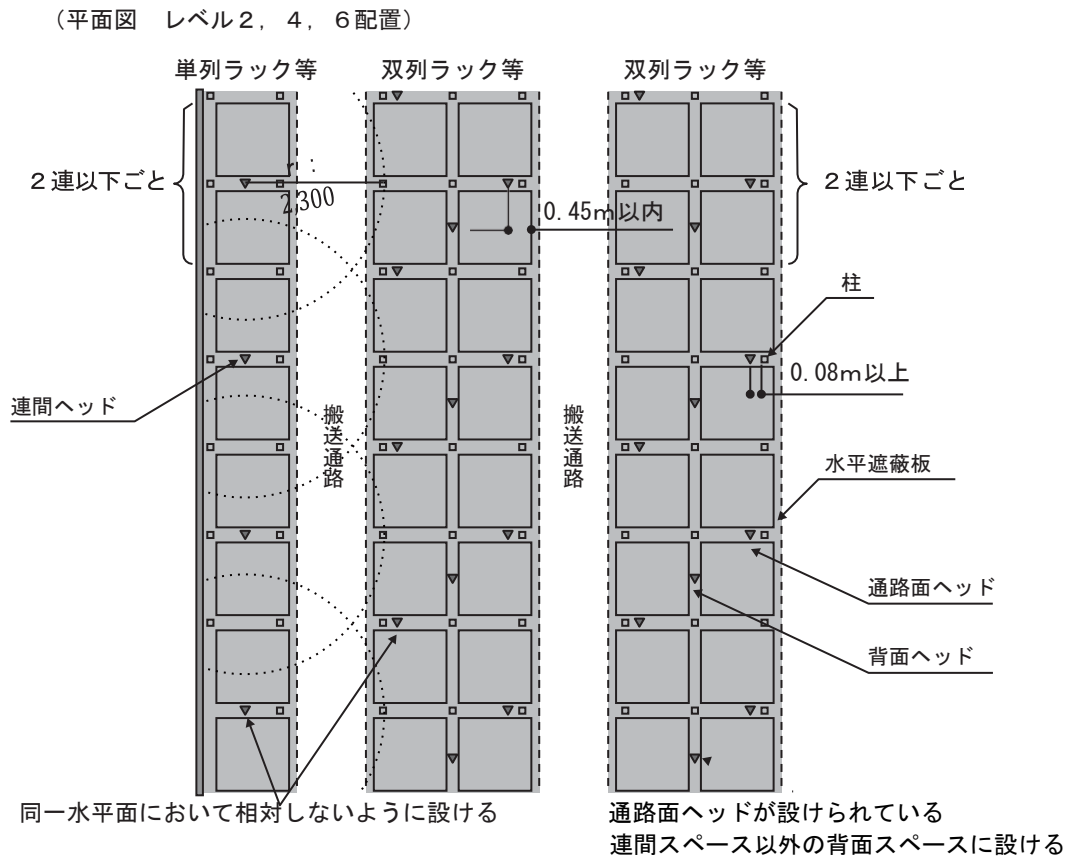 （平面図　レベル２，４，６配置）
単列ラック等
双列ラック等
双列ラック等
２連以下ごと
r :
2,300
0.45m以内
２連以下ごと
柱
0.08m以上
連間ヘッド
搬送通路
搬送通路
水平遮蔽板
通路面ヘッド
背面ヘッド
同一水平面において相対しないように設ける
通路面ヘッドが設けられている
連間スペース以外の背面スペースに設ける